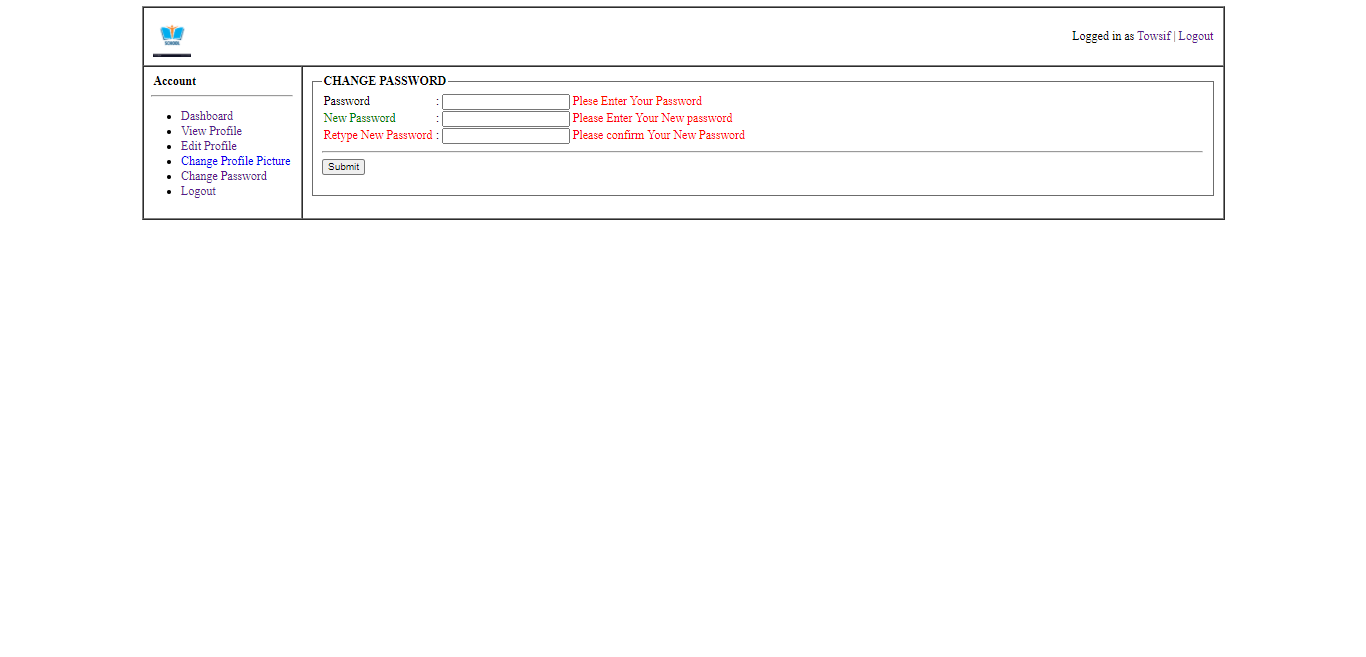 Logged in as Towsif | Logout
Account
Dashboard
View Profile
Edit Profile
Change Profile Picture
Change Password
Logout
CHANGE PASSWORD
Password : Plese Enter Your Password
New Password : Please Enter Your New password
Retype New Password : Please confirm Your New Password
Submit